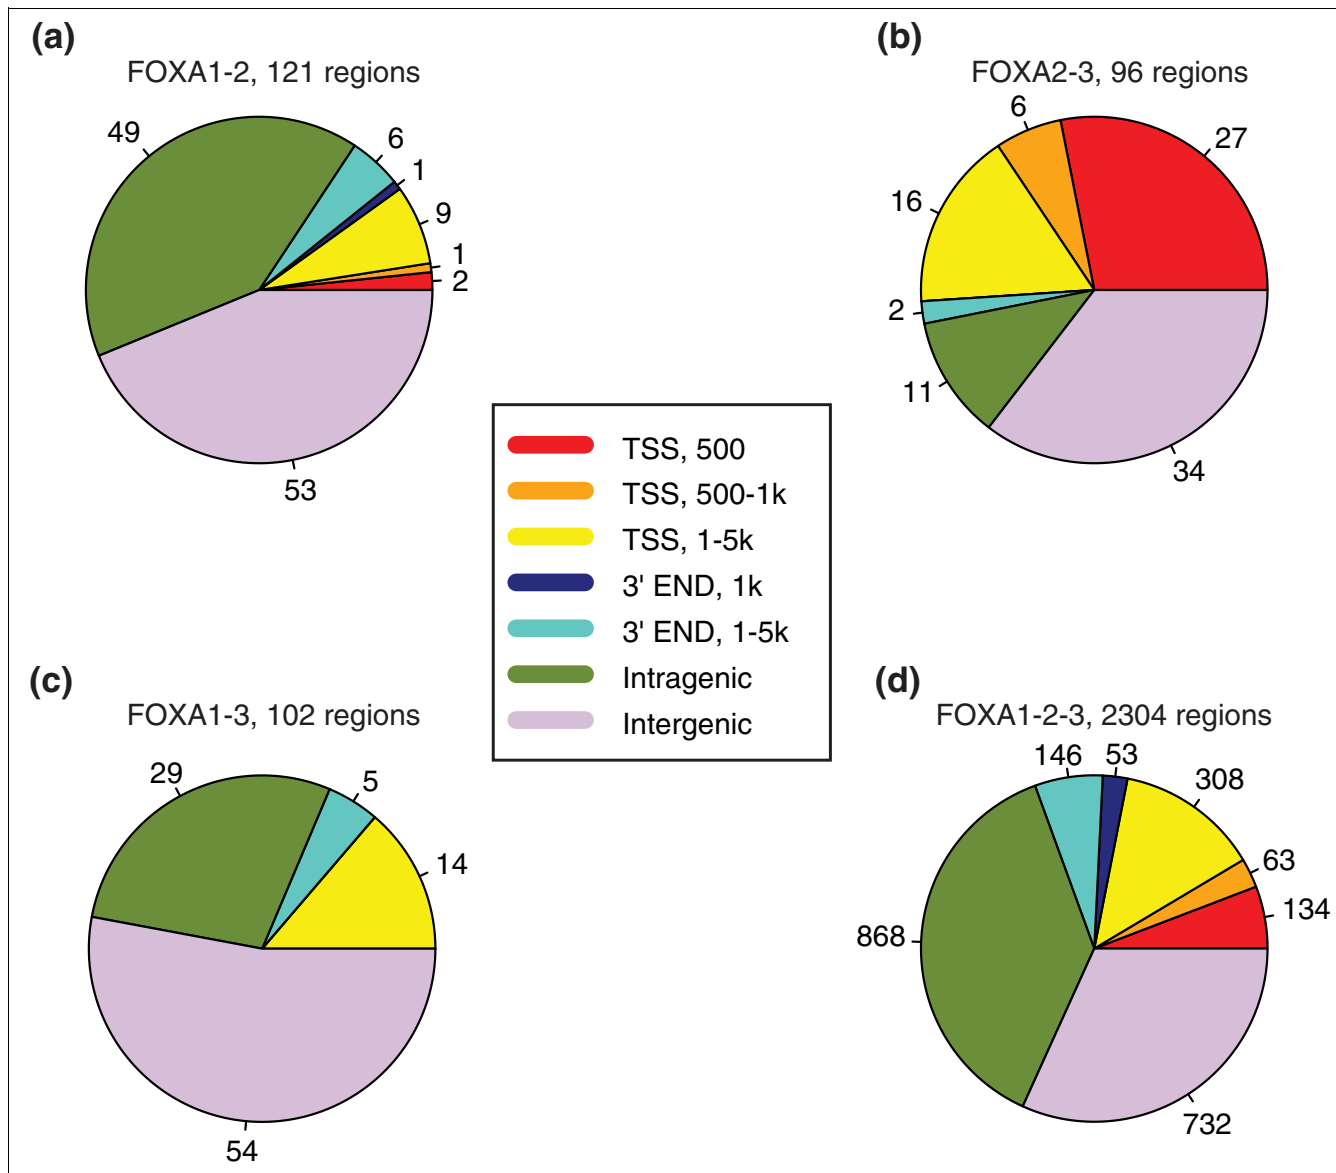 (a)
FOXA1-2, 121 regions
49
6
1
9
1
2
53
(b)
FOXA2-3, 96 regions
6
27
16
2
11
34
TSS, 500
TSS, 500-1k
TSS, 1-5k
3' END, 1k
3' END, 1-5k
Intragenic
Intergenic
(c)
FOXA1-3, 102 regions
29
5
14
54
(d)
FOXA1-2-3, 2304 regions
146
53
308
63
134
868
732